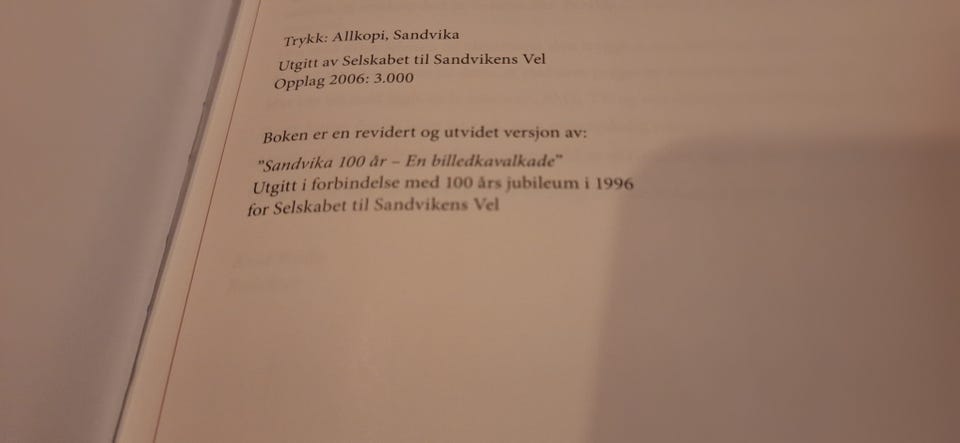 Trykk: Allkopi, Sandvika
Utgitt av Selskabet til Sandvikens Vel
Opplag 2006: 3.000
Boken er en revidert og utvidet versjon av:
”Sandvika 100 år – En billedkavalkade”
Utgitt i forbindelse med 100 års jubileum i 1996
for Selskabet til Sandvikens Vel